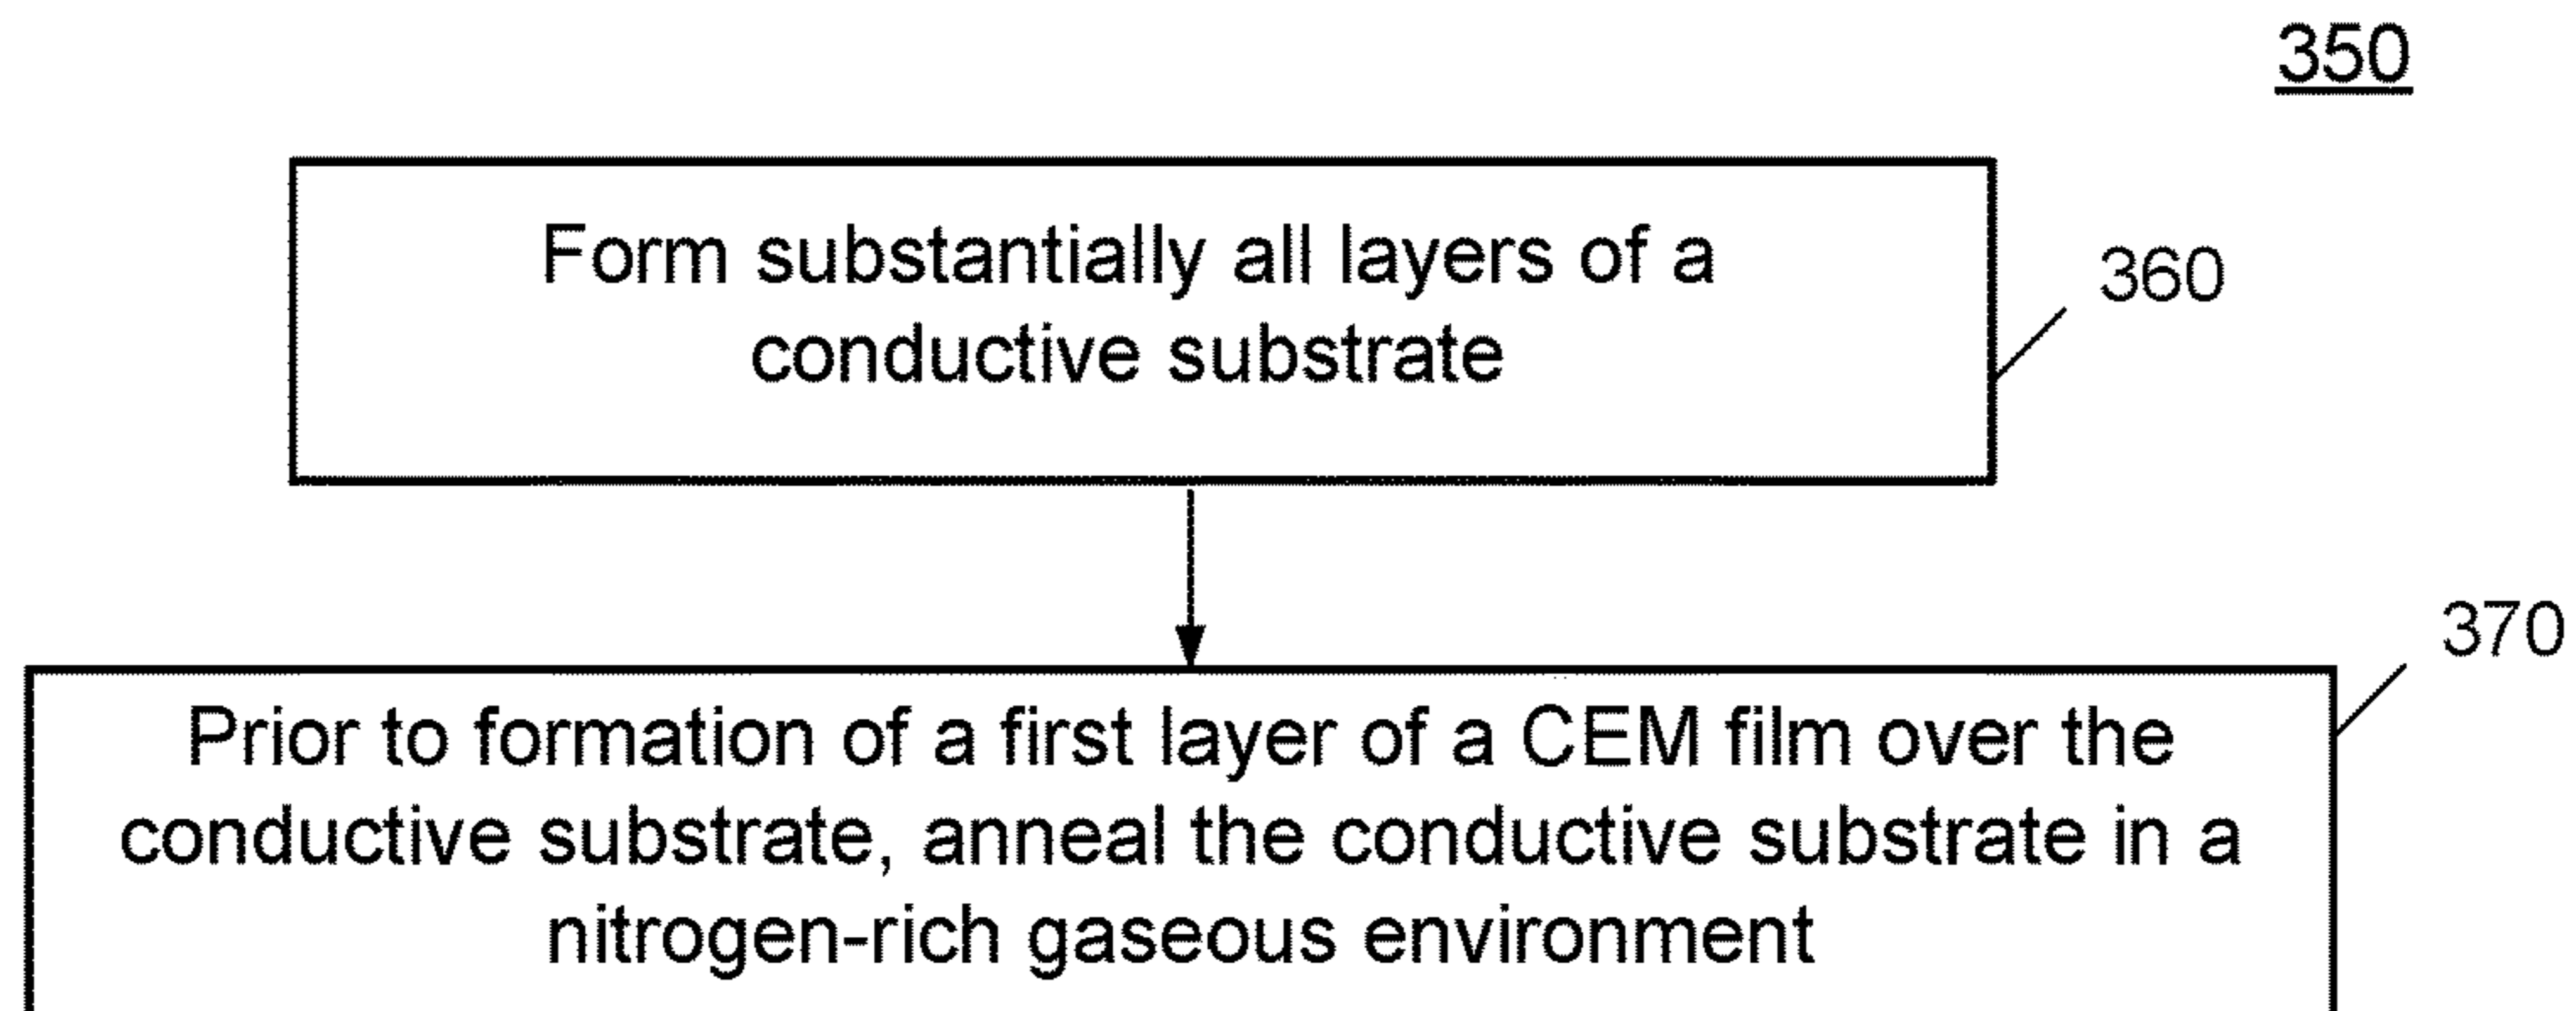 350
Form substantially all layers of a
conductive substrate
360
370
Prior to formation of a first layer of a CEM film over the
conductive substrate, anneal the conductive substrate in a
nitrogen-rich gaseous environment